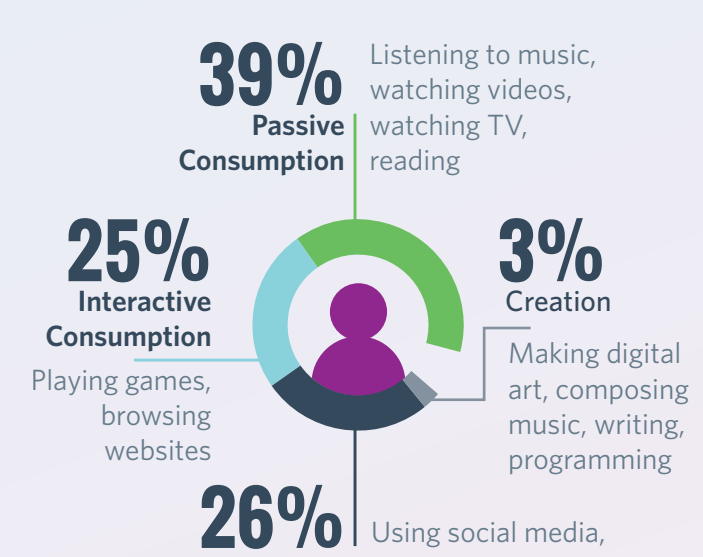 39%
Passive
Consumption
Listening to music,
watching videos,
watching TV,
reading
25%
Interactive
Consumption
Playing games,
browsing
websites
3%
Creation
Making digital
art, composing
music, writing,
programming
26%
Using social media,